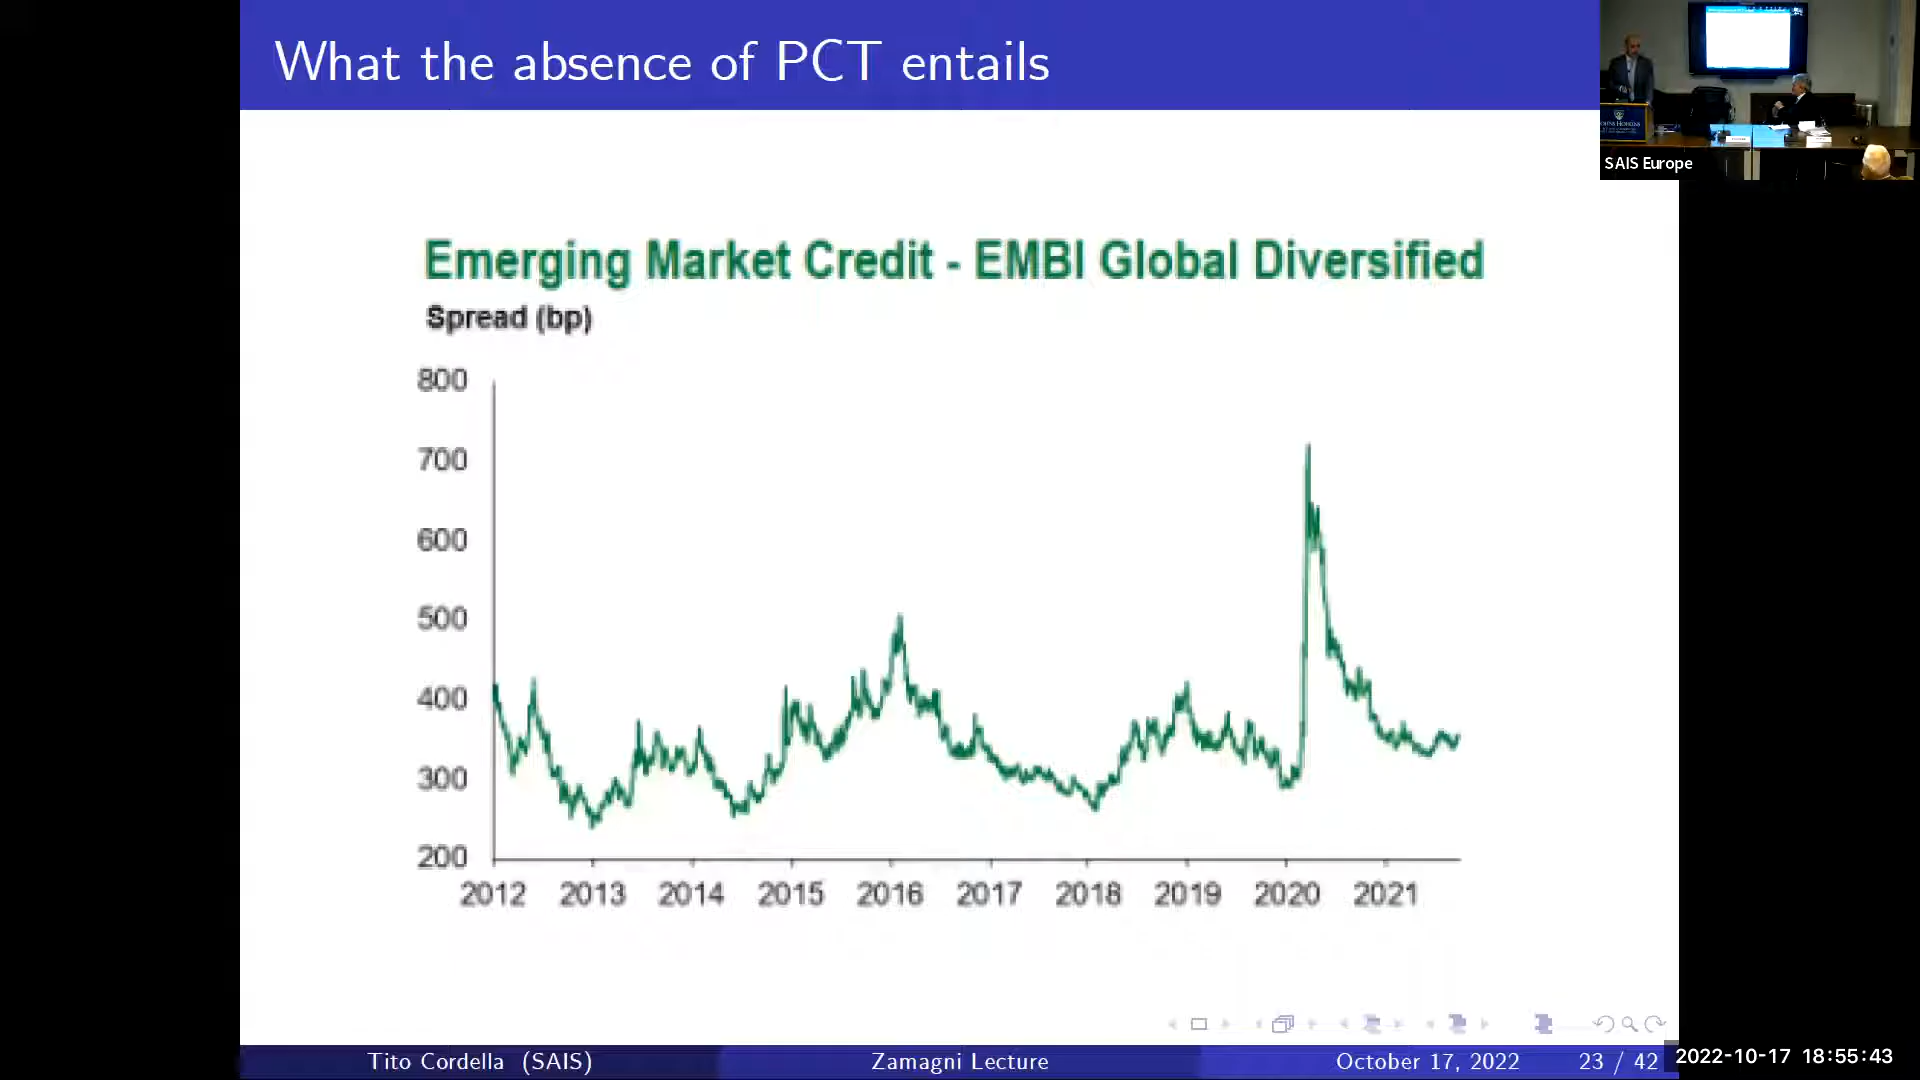 What the absence of PCT entails
SAIS Europe
Emerging Market Credit - EMBI Global Diversified
Spread (bp)
800
700
600
500
400
300
200
2012 2013 2014 2015 2016 2017 2018 2019 2020 2021
Tito Cordella (SAIS) Zamagni Lecture October 17, 2022 23 / 42
2022-10-17 18:55:43